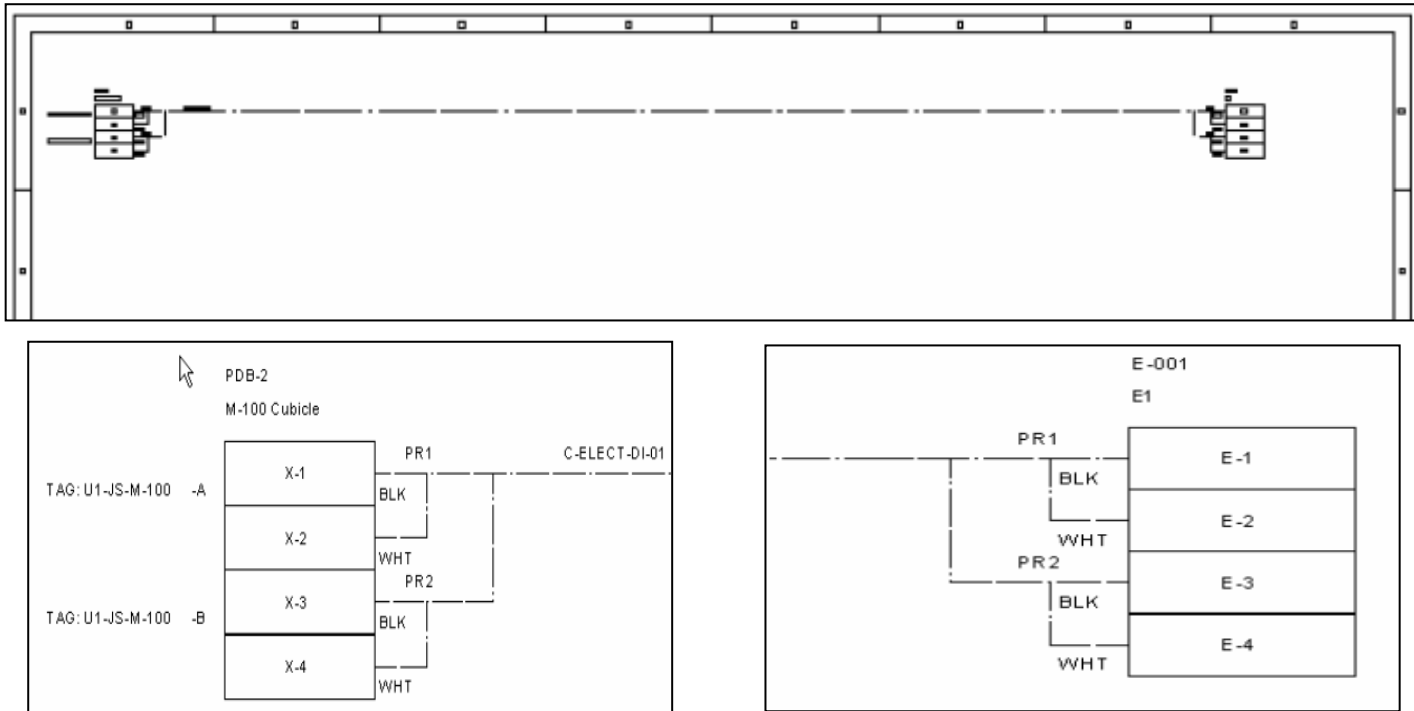 PDB-2
M-100 Cubicle
X-1
PR1
C-ELECT-DI-01
TAG: U1-JS-M-100 -A
BLK
X-2
WHT
PR2
X-3
TAG: U1-JS-M-100 -B
BLK
X-4
WHT
E-001
E1
PR1
E-1
BLK
E-2
WHT
PR2
E-3
BLK
E-4
WHT